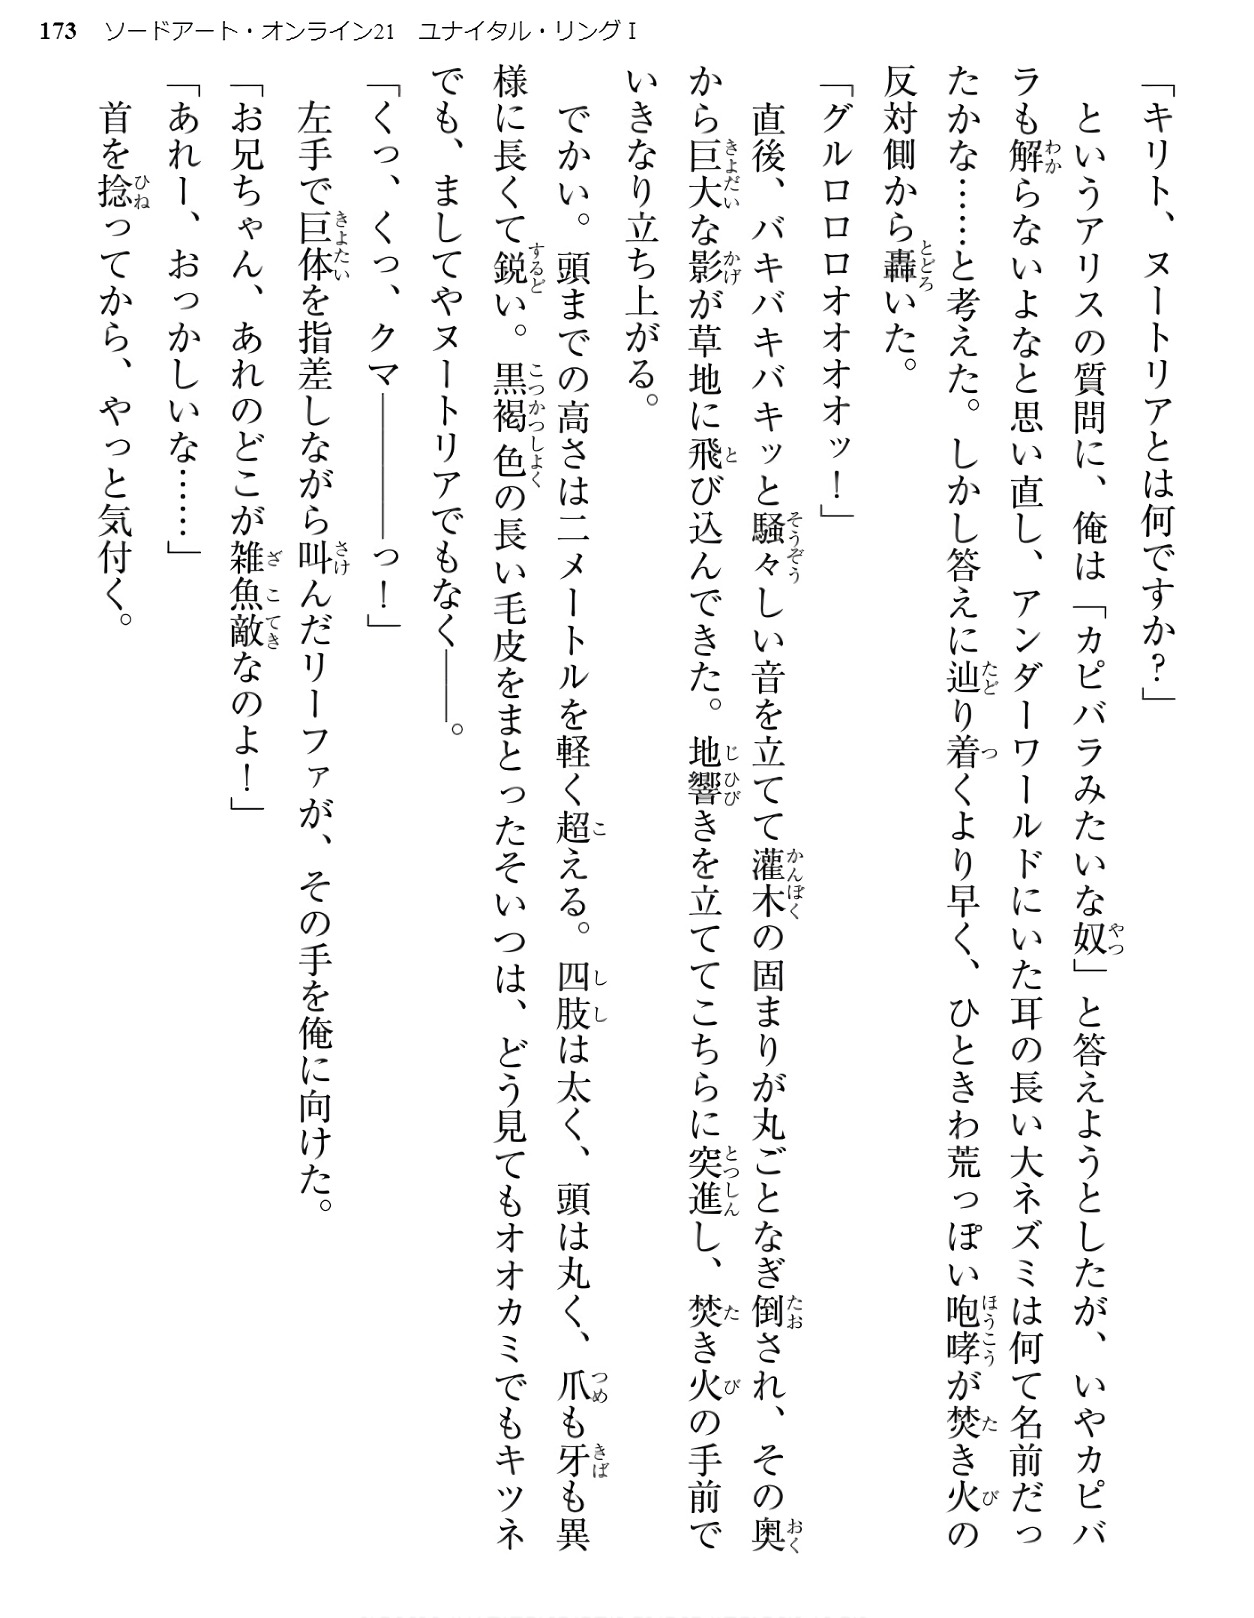 173 ソードアート・オンライン21 ユナイタル・リングⅠ
「キリト、ヌートリアとは何ですか？」
というアリスの質問に、俺は「カピバラみたいな奴」と答えようとしたが、いやカピバ
ラも解らないよなと思い直し、アンダーワールドにいた耳の長い大ネズミは何て名前だっ
たかな……と考えた。しかし答えに辿り着くより早く、ひときわ荒っぽい咆哮が焚き火の
反対側から轟いた。
「グルロロロオオオオッ！」
直後、バキバキバキッと騒々しい音を立てて灌木の固まりが丸ごとなぎ倒され、その奥
から巨大な影が草地に飛び込んできた。地響きを立ててこちらに突進し、焚き火の手前で
いきなり立ち上がる。
でかい。頭までの高さは二メートルを軽く超える。四肢は太く、頭は丸く、爪も牙も異
様に長くて鋭い。黒褐色の長い毛皮をまとったそいつは、どう見てもオオカミでもキツネ
でも、ましてやヌートリアでもなく――。
「くっ、くっ、クマ――――っ！」
左手で巨体を指差しながら叫んだリーファが、その手を俺に向けた。
「お兄ちゃん、あれのどこが雑魚敵なのよ！」
「あれー、おっかしいな……」
首を捻ってから、やっと気付く。